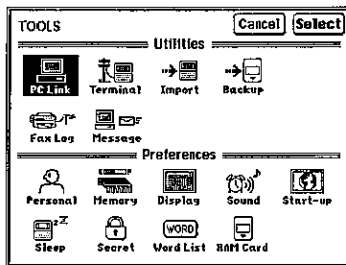 TOOLS Cancel Select
Utilities
PC Link Terminal Import Backup
Fax Log Message
Preferences
Personal Memory Display Sound Start-up
Sleep Secret WORD Word List RAM Card